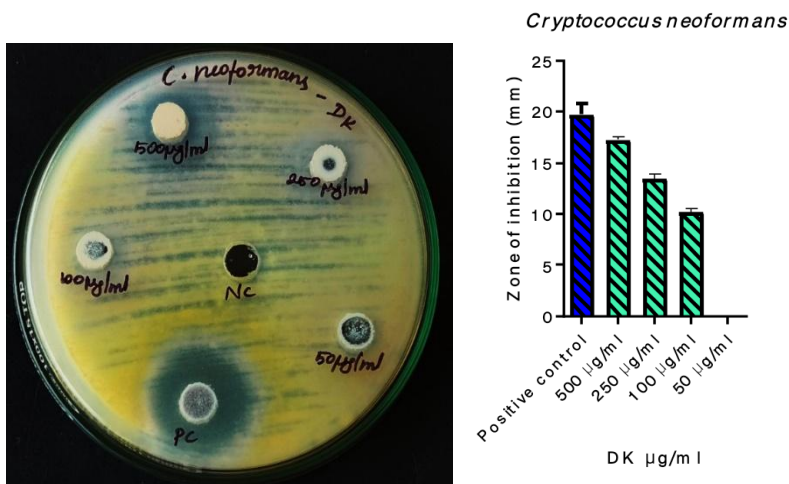 C. neoformans - DK
500µg/ml
250µg/ml
100µg/ml
NC
50µg/ml
PC
Cryptococcus neoformans
Zone of inhibition (mm)
25
20
15
10
5
0
Positive control
500 µg/ml
250 µg/ml
100 µg/ml
50 µg/ml
DK µg/ml